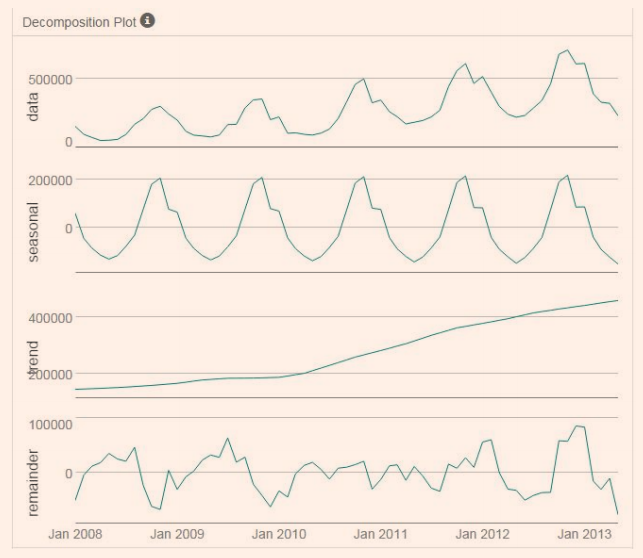 Decomposition Plot i
500000
data
0
200000
seasonal
0
400000
trend
200000
100000
remainder
0
Jan 2008 Jan 2009 Jan 2010 Jan 2011 Jan 2012 Jan 2013